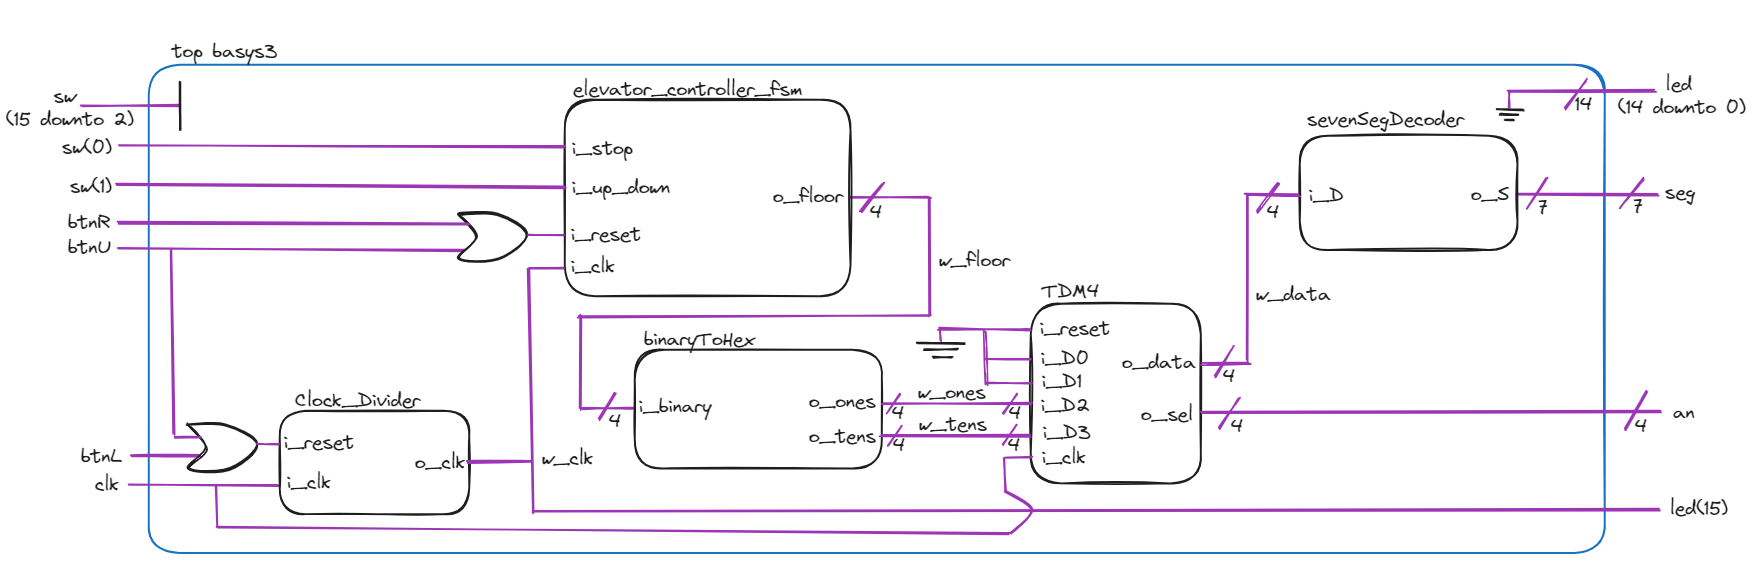 top basys3
sw
(15 downto 2)
sw(0)
sw(1)
btnR
btnU
btnL
clk
elevator_controller_fsm
i_stop
i_up_down
i_reset
i_clk
o_floor
4
w_floor
Clock_Divider
i_reset
i_clk
o_clk
w_clk
binaryToHex
4
i_binary
o_ones
o_tens
4
w_ones
4
4
w_tens
4
TDM4
i_reset
i_D0
i_D1
i_D2
i_D3
i_clk
o_data
o_sel
4
4
w_data
4
sevenSegDecoder
i_D
o_S
7
7
seg
14
led
(14 downto 0)
4
an
led(15)